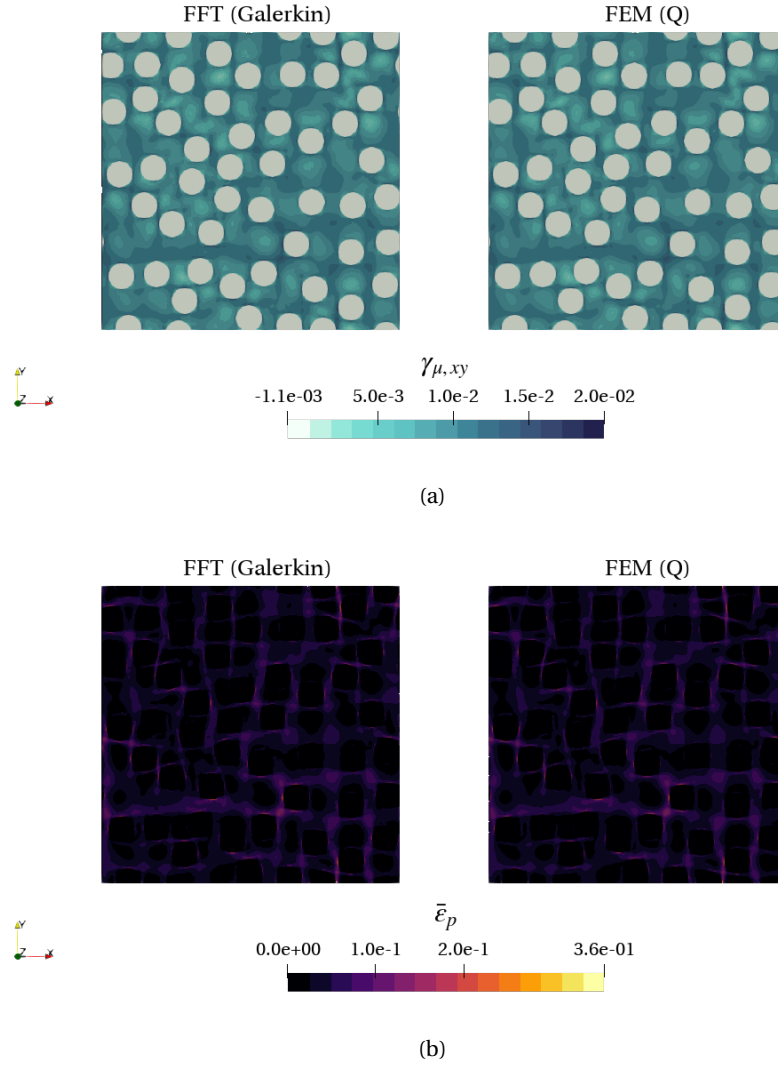 FFT (Galerkin) FEM (Q)
Y
Z X
γμ,xy
-1.1e-03 5.0e-3 1.0e-2 1.5e-2 2.0e-02
(a)
FFT (Galerkin) FEM (Q)
Y
Z X
ε̄p
0.0e+00 1.0e-1 2.0e-1 3.6e-01
(b)